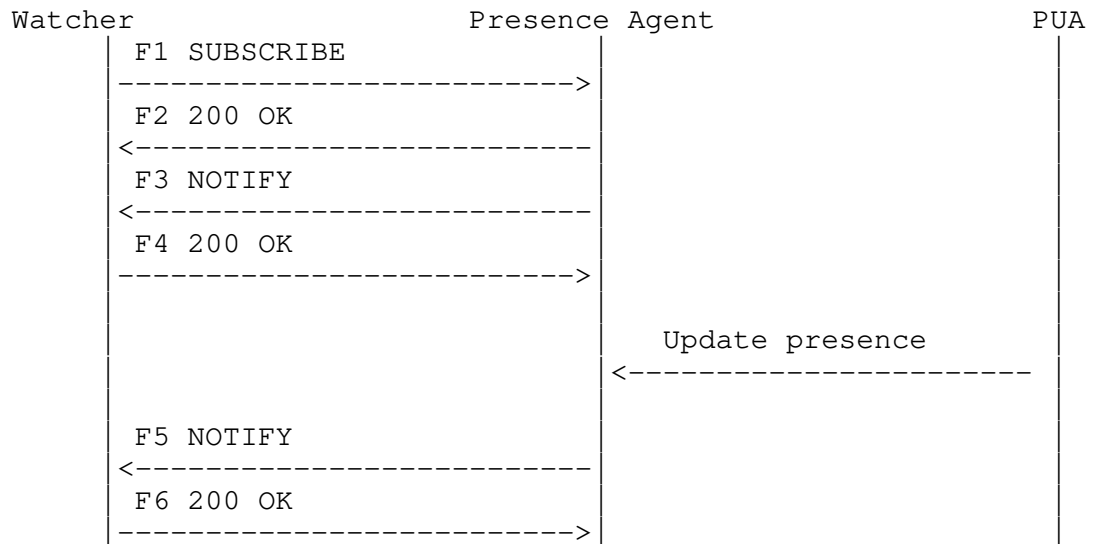 Watcher Presence Agent PUA
F1 SUBSCRIBE
F2 200 OK
F3 NOTIFY
F4 200 OK
Update presence
F5 NOTIFY
F6 200 OK